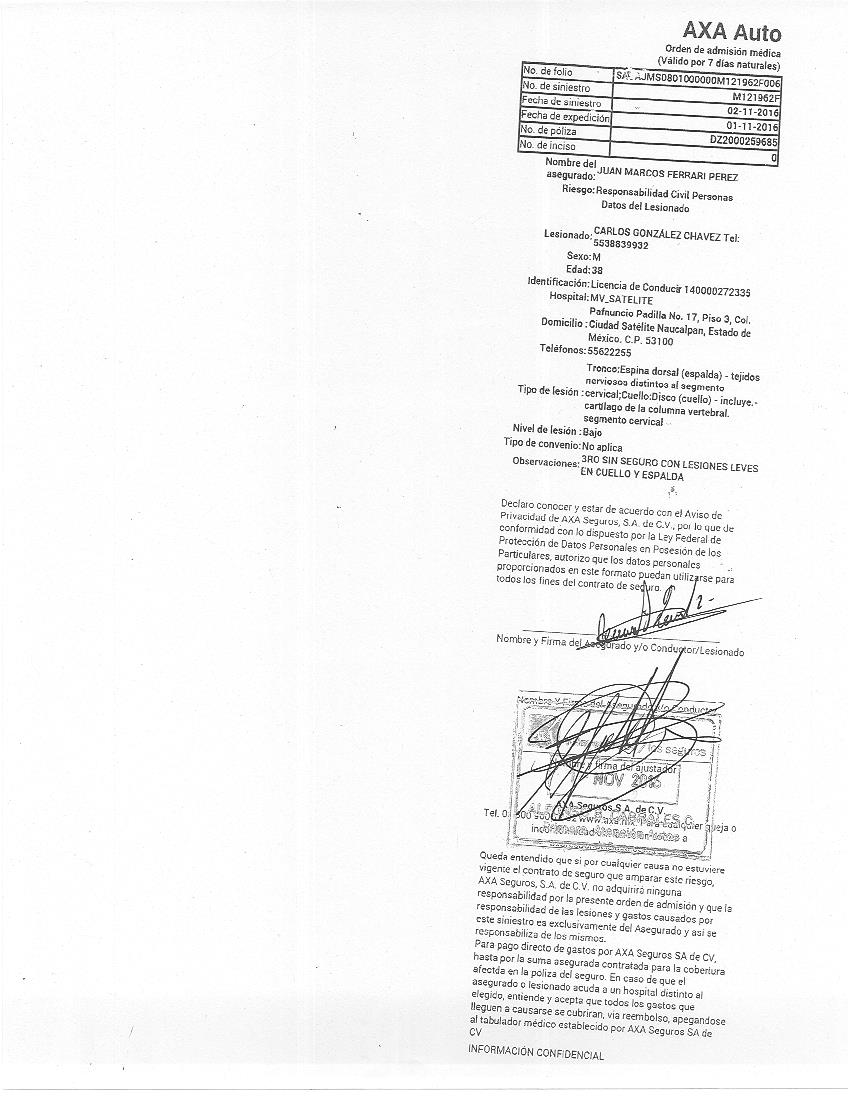 AXA Auto
Orden de admisión médica
(Válido por 7 días naturales)
No. de folio SAL AJMS0801000000M121962F006
No. de siniestro M121962F
Fecha de siniestro 02-11-2016
Fecha de expedición 01-11-2016
No. de póliza DZ2000259685
No. de inciso 0
Nombre del
asegurado: JUAN MARCOS FERRARI PEREZ
Riesgo: Responsabilidad Civil Personas
Datos del Lesionado
Lesionado: CARLOS GONZÁLEZ CHAVEZ Tel:
5538839932
Sexo: M
Edad: 38
Identificación: Licencia de Conducir 140000272335
Hospital: MV_SATELITE
Pafnuncio Padilla No. 17, Piso 3, Col.
Domicilio : Ciudad Satélite Naucalpan, Estado de
México. C.P. 53100
Teléfonos: 55622255
Tronco:Espina dorsal (espalda) - tejidos
nerviosos distintos al segmento
Tipo de lesión : cervical;Cuello:Disco (cuello) - incluye.-
cartílago de la columna vertebral.
segmento cervical
Nivel de lesión : Bajo
Tipo de convenio: No aplica
Observaciones: 3RO SIN SEGURO CON LESIONES LEVES
EN CUELLO Y ESPALDA
Declaro conocer y estar de acuerdo con el Aviso de
Privacidad de AXA Seguros, S.A. de C.V., por lo que de
conformidad con lo dispuesto por la Ley Federal de
Protección de Datos Personales en Posesión de los
Particulares, autorizo que los datos personales
proporcionados en este formato puedan utilizarse para
todos los fines del contrato de seguro.
Nombre y Firma del Asegurado y/o Conductor/Lesionado
Nombre Y Firma del Asegurado y/o Conductor
los seguros
firma del ajustador
NOV 2016
AXA Seguros S.A. de C.V.
Tel. 0
queja o
Queda entendido que si por cualquier causa no estuviere
vigente el contrato de seguro que amparar este riesgo,
AXA Seguros, S.A. de C.V. no adquirirá ninguna
responsabilidad por la presente orden de admisión y que la
responsabilidad de las lesiones y gastos causados por
este siniestro es exclusivamente del Asegurado y así se
responsabiliza de los mismos.
Para pago directo de gastos por AXA Seguros SA de CV,
hasta por la suma asegurada contratada para la cobertura
afectda en la poliza del seguro. En caso de que el
asegurado o lesionado acuda a un hospital distinto al
elegido, entiende y acepta que todos los gastos que
lleguen a causarse se cubriran, via reembolso, apegandose
al tabulador médico establecido por AXA Seguros SA de
CV
INFORMACIÓN CONFIDENCIAL